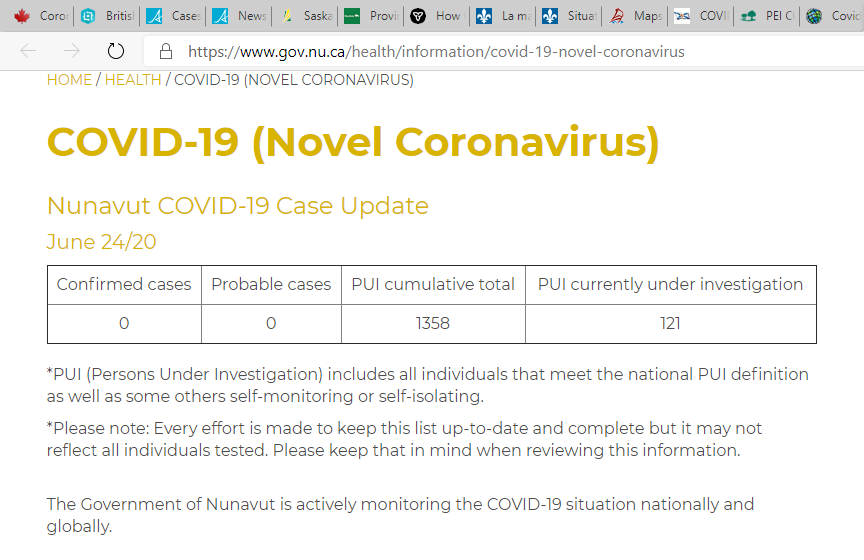 Coror Britisl Case: News Saska Provi How La ma Situat Maps COVII PEI C Covid
https://www.gov.nu.ca/health/information/covid-19-novel-coronavirus
HOME / HEALTH / COVID-19 (NOVEL CORONAVIRUS)
COVID-19 (Novel Coronavirus)
Nunavut COVID-19 Case Update
June 24/20
Confirmed cases Probable cases PUI cumulative total PUI currently under investigation
0 0 1358 121
*PUI (Persons Under Investigation) includes all individuals that meet the national PUI definition
as well as some others self-monitoring or self-isolating.
*Please note: Every effort is made to keep this list up-to-date and complete but it may not
reflect all individuals tested. Please keep that in mind when reviewing this information.
The Government of Nunavut is actively monitoring the COVID-19 situation nationally and
globally.